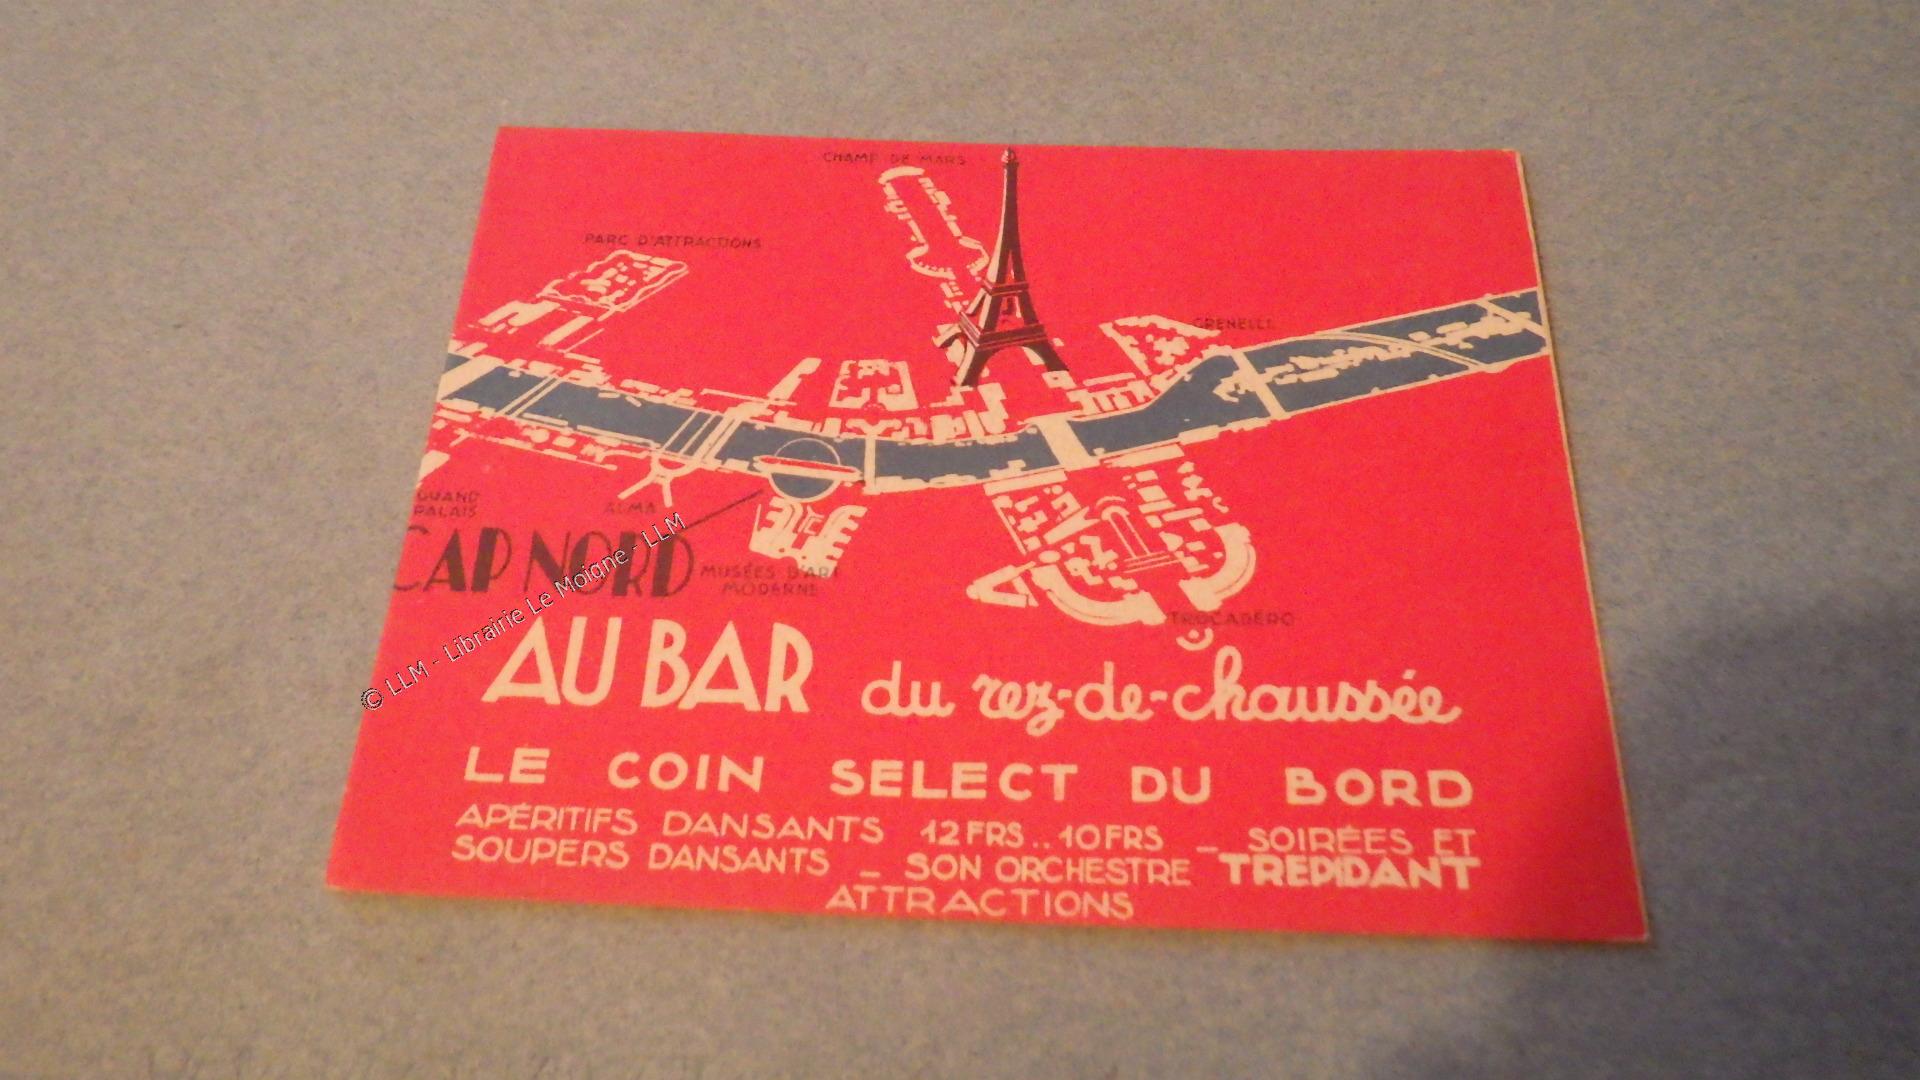 CHAMP DE MARS
PARC D'ATTRACTIONS
GRENELLE
GRAND
PALAIS
ALMA
CAP NORD
MUSÉES D'ART
MODERNE
TROCADÉRO
AU BAR du rez-de-chaussée
LE COIN SELECT DU BORD
APÉRITIFS DANSANTS 12 FRS .. 10 FRS _ SOIRÉES ET
SOUPERS DANSANTS _ SON ORCHESTRE TREPIDANT
ATTRACTIONS
© LLM - Librairie Le Moigne - LLM